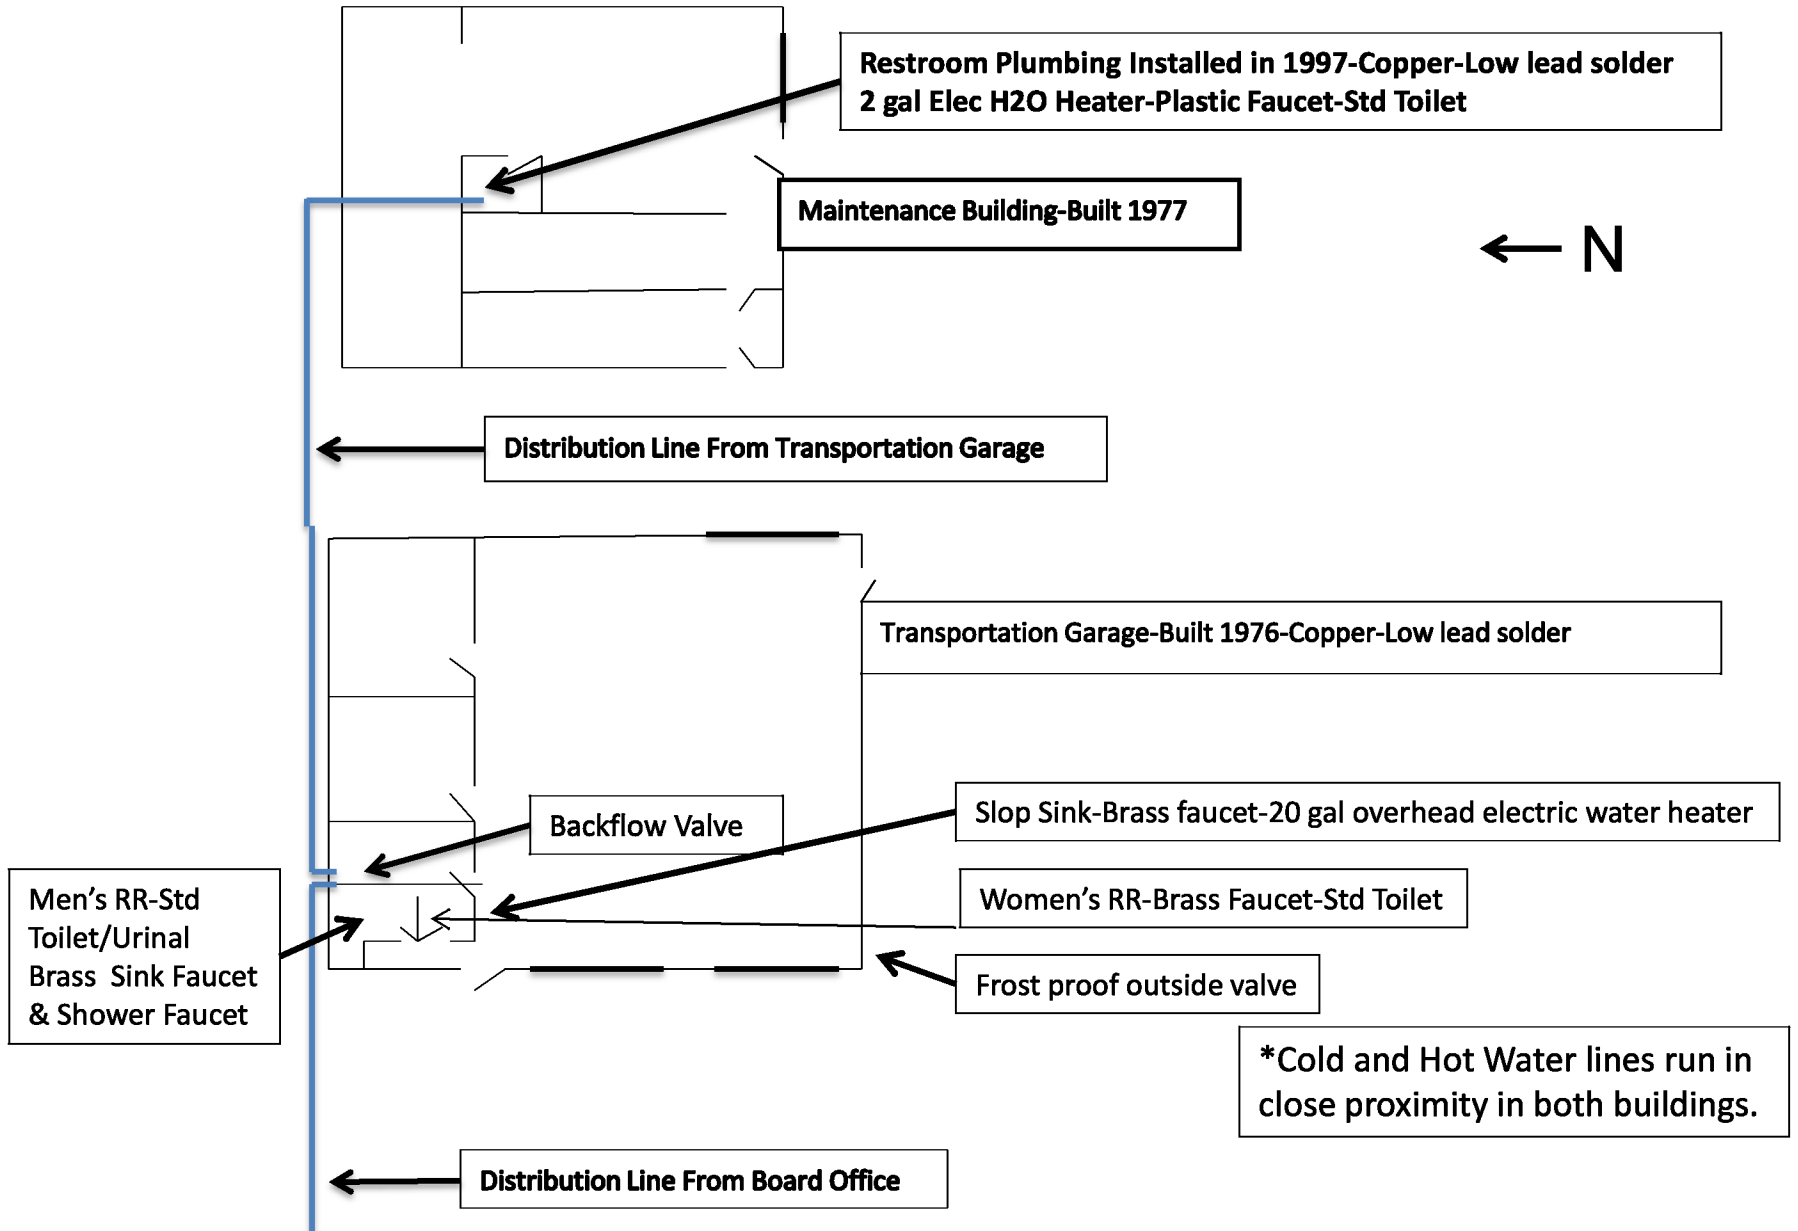 Restroom Plumbing Installed in 1997-Copper-Low lead solder
2 gal Elec H2O Heater-Plastic Faucet-Std Toilet
Maintenance Building-Built 1977
N
Distribution Line From Transportation Garage
Transportation Garage-Built 1976-Copper-Low lead solder
Slop Sink-Brass faucet-20 gal overhead electric water heater
Backflow Valve
Men's RR-Std
Toilet/Urinal
Brass Sink Faucet
& Shower Faucet
Women's RR-Brass Faucet-Std Toilet
Frost proof outside valve
*Cold and Hot Water lines run in
close proximity in both buildings.
Distribution Line From Board Office